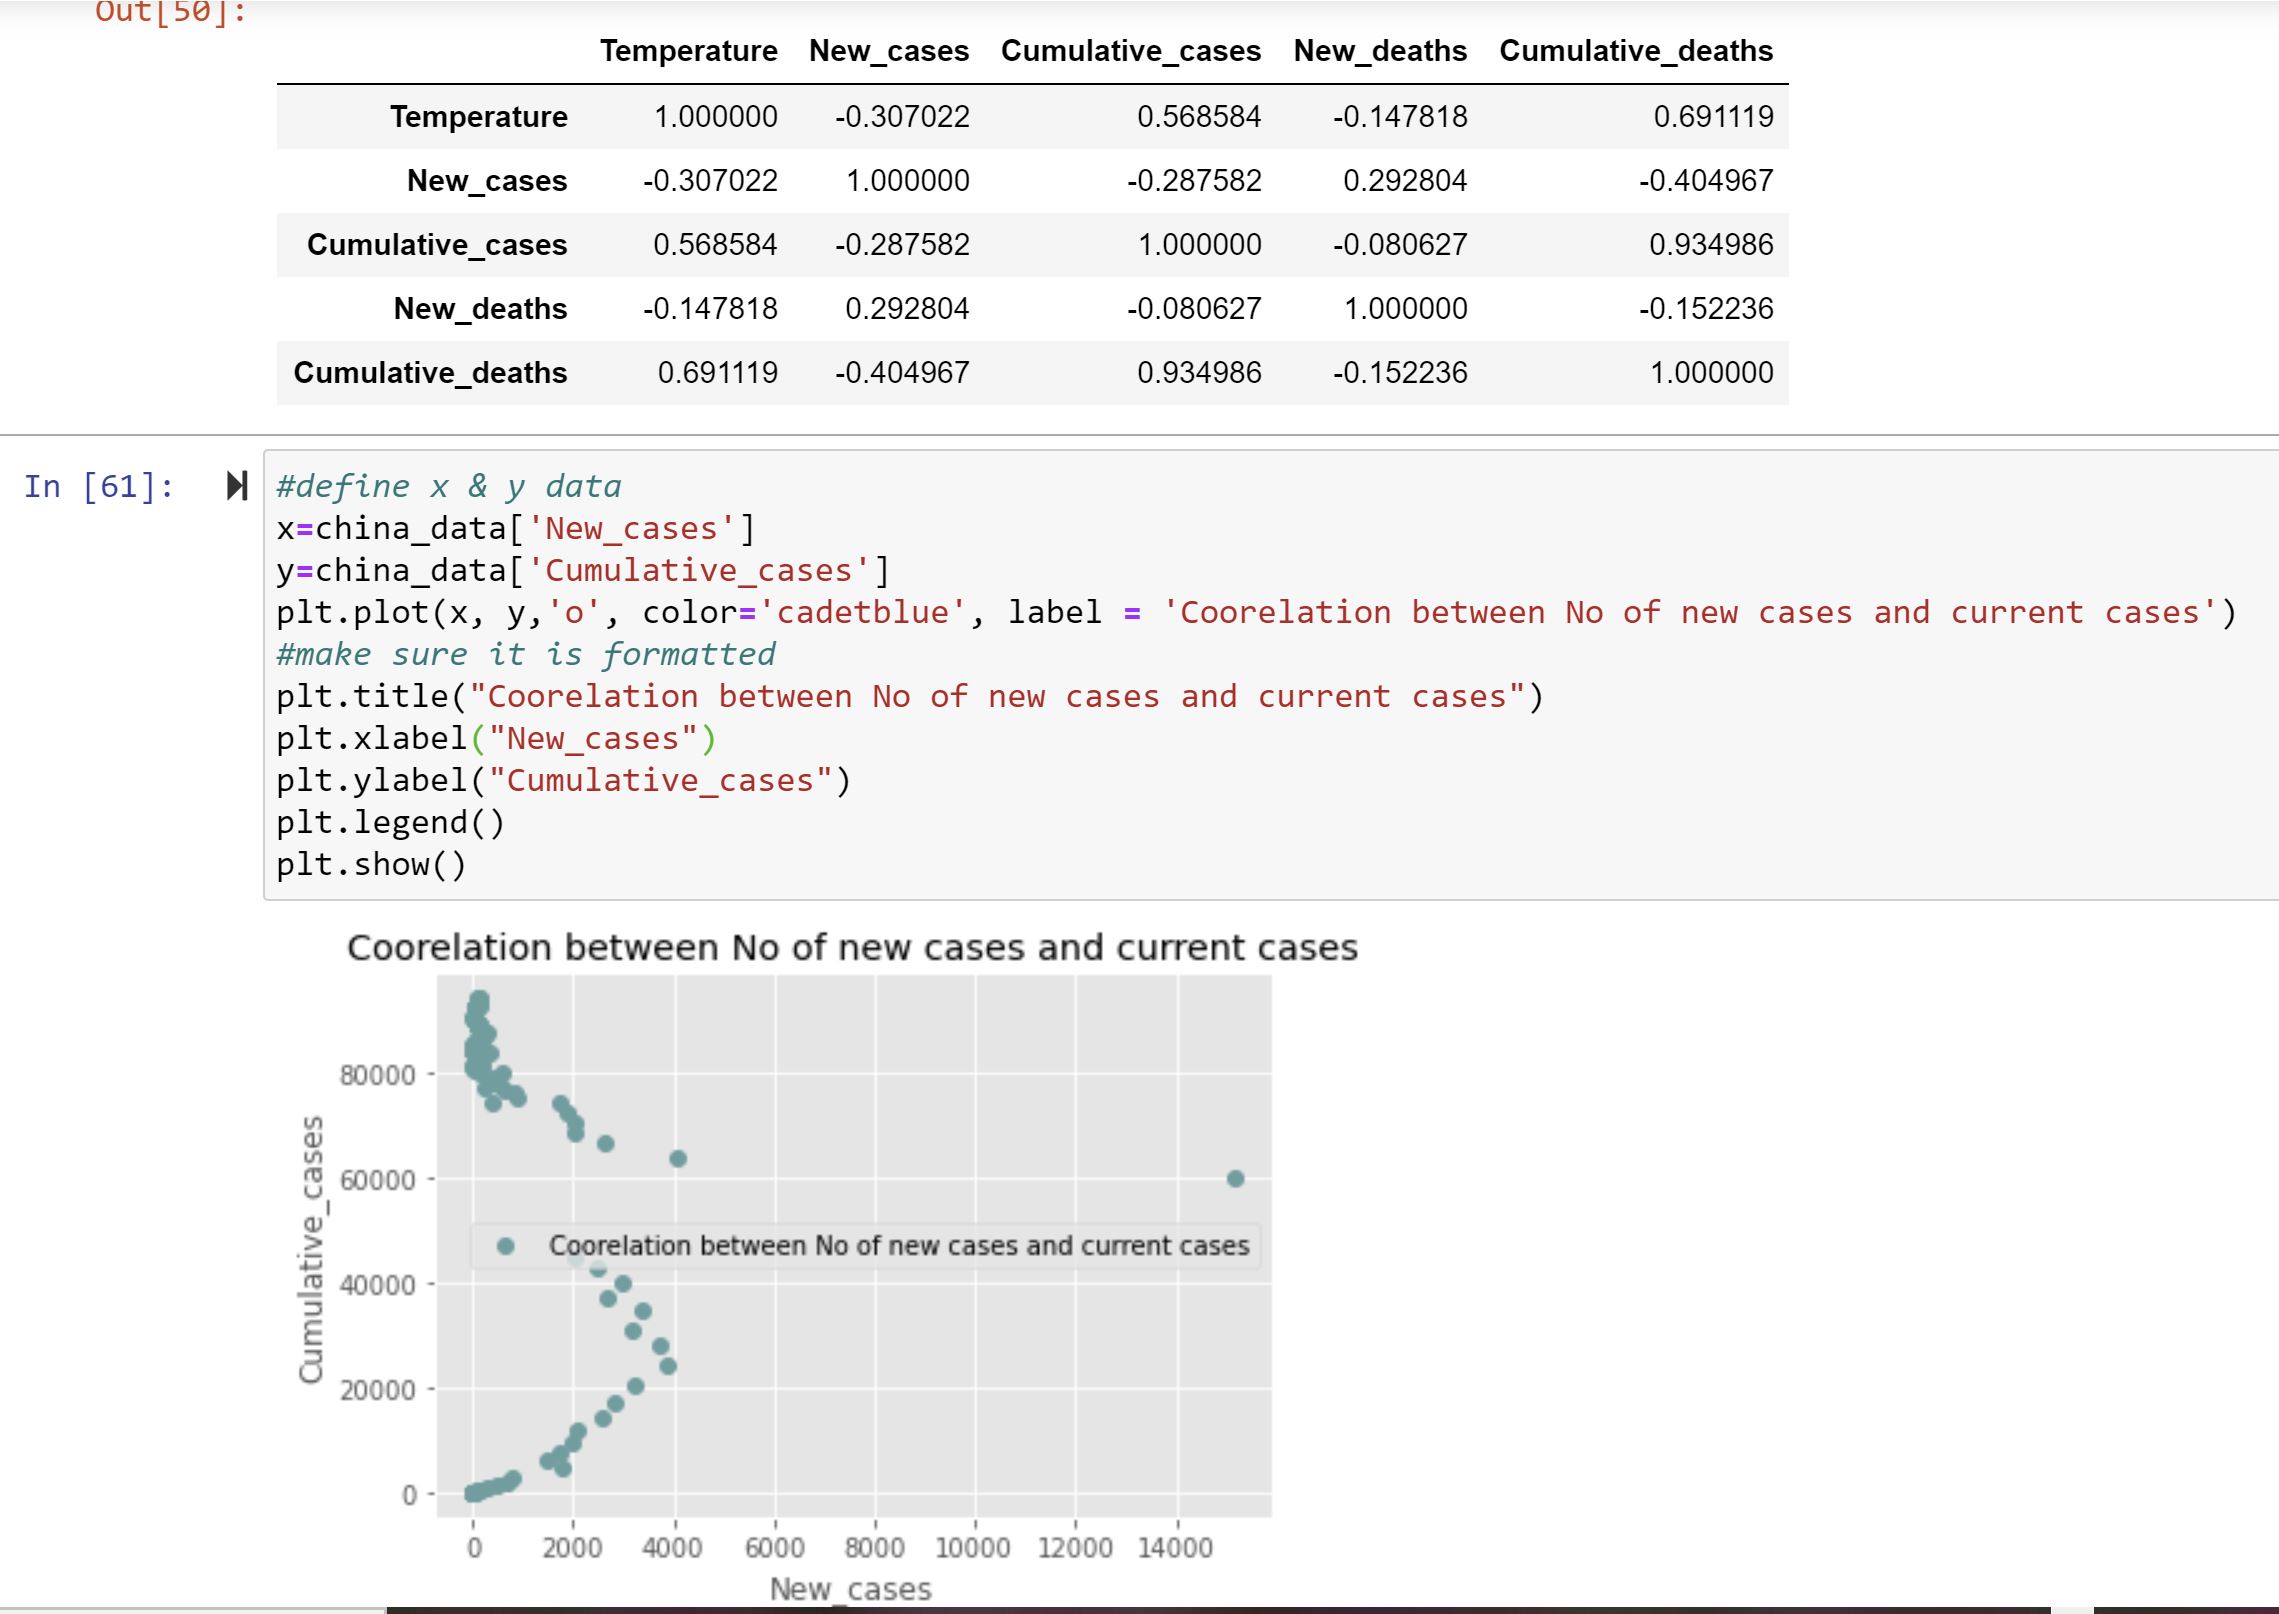 Out[50]:
Temperature New_cases Cumulative_cases New_deaths Cumulative_deaths
Temperature 1.000000 -0.307022 0.568584 -0.147818 0.691119
New_cases -0.307022 1.000000 -0.287582 0.292804 -0.404967
Cumulative_cases 0.568584 -0.287582 1.000000 -0.080627 0.934986
New_deaths -0.147818 0.292804 -0.080627 1.000000 -0.152236
Cumulative_deaths 0.691119 -0.404967 0.934986 -0.152236 1.000000
In [61]:
#define x & y data
x=china_data['New_cases']
y=china_data['Cumulative_cases']
plt.plot(x, y,'o', color='cadetblue', label = 'Coorelation between No of new cases and current cases')
#make sure it is formatted
plt.title("Coorelation between No of new cases and current cases")
plt.xlabel("New_cases")
plt.ylabel("Cumulative_cases")
plt.legend()
plt.show()
Coorelation between No of new cases and current cases
Cumulative_cases
80000
60000
Coorelation between No of new cases and current cases
40000
20000
0
0 2000 4000 6000 8000 10000 12000 14000
New_cases